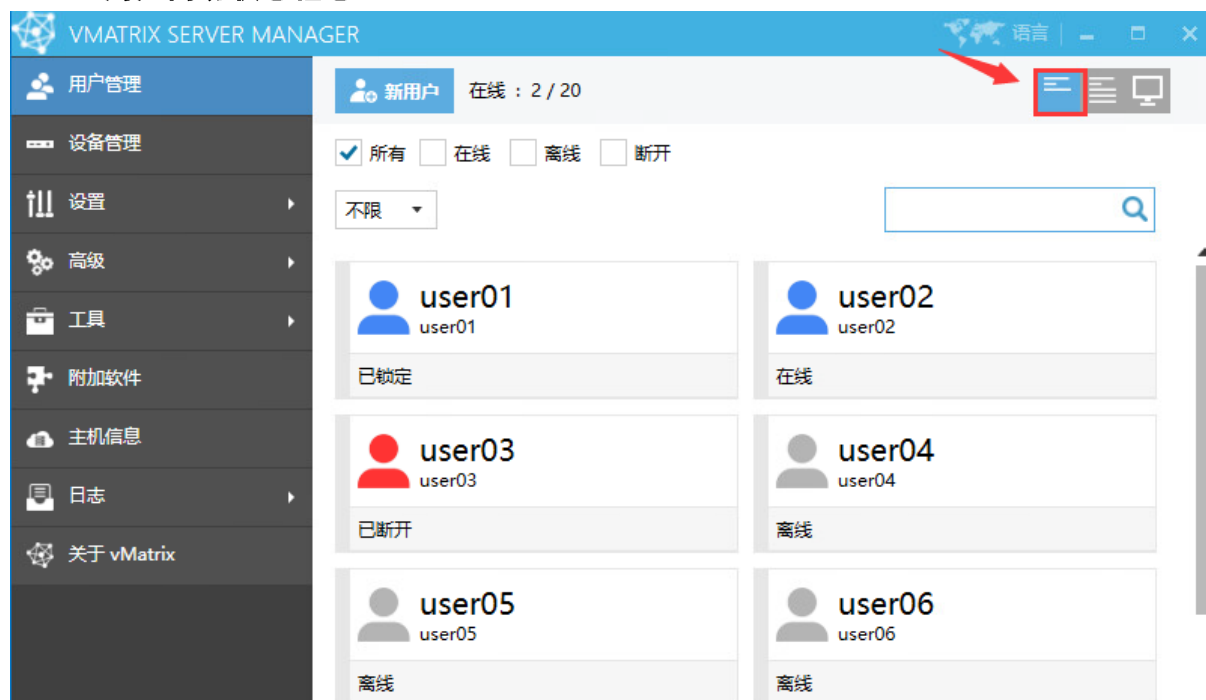 VMATRIX SERVER MANAGER
语言
用户管理
设备管理
设置
高级
工具
附加软件
主机信息
日志
关于 vMatrix
新用户
在线 : 2 / 20
所有 在线 离线 断开
不限
user01
user01
已锁定
user02
user02
在线
user03
user03
已断开
user04
user04
离线
user05
user05
离线
user06
user06
离线